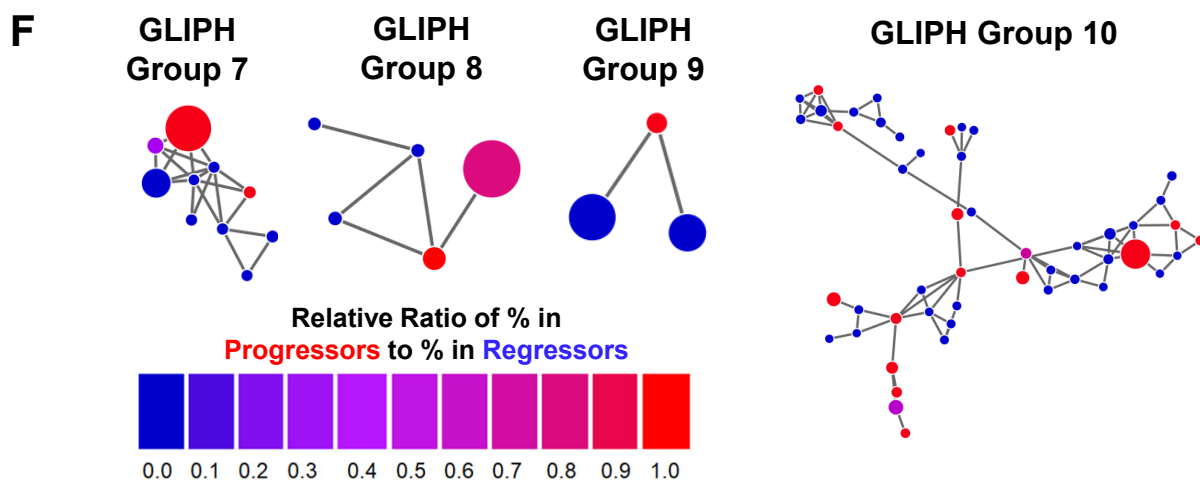 F
GLIPH
Group 7
GLIPH
Group 8
GLIPH
Group 9
GLIPH Group 10
Relative Ratio of % in
Progressors to % in Regressors
0.0 0.1 0.2 0.3 0.4 0.5 0.6 0.7 0.8 0.9 1.0